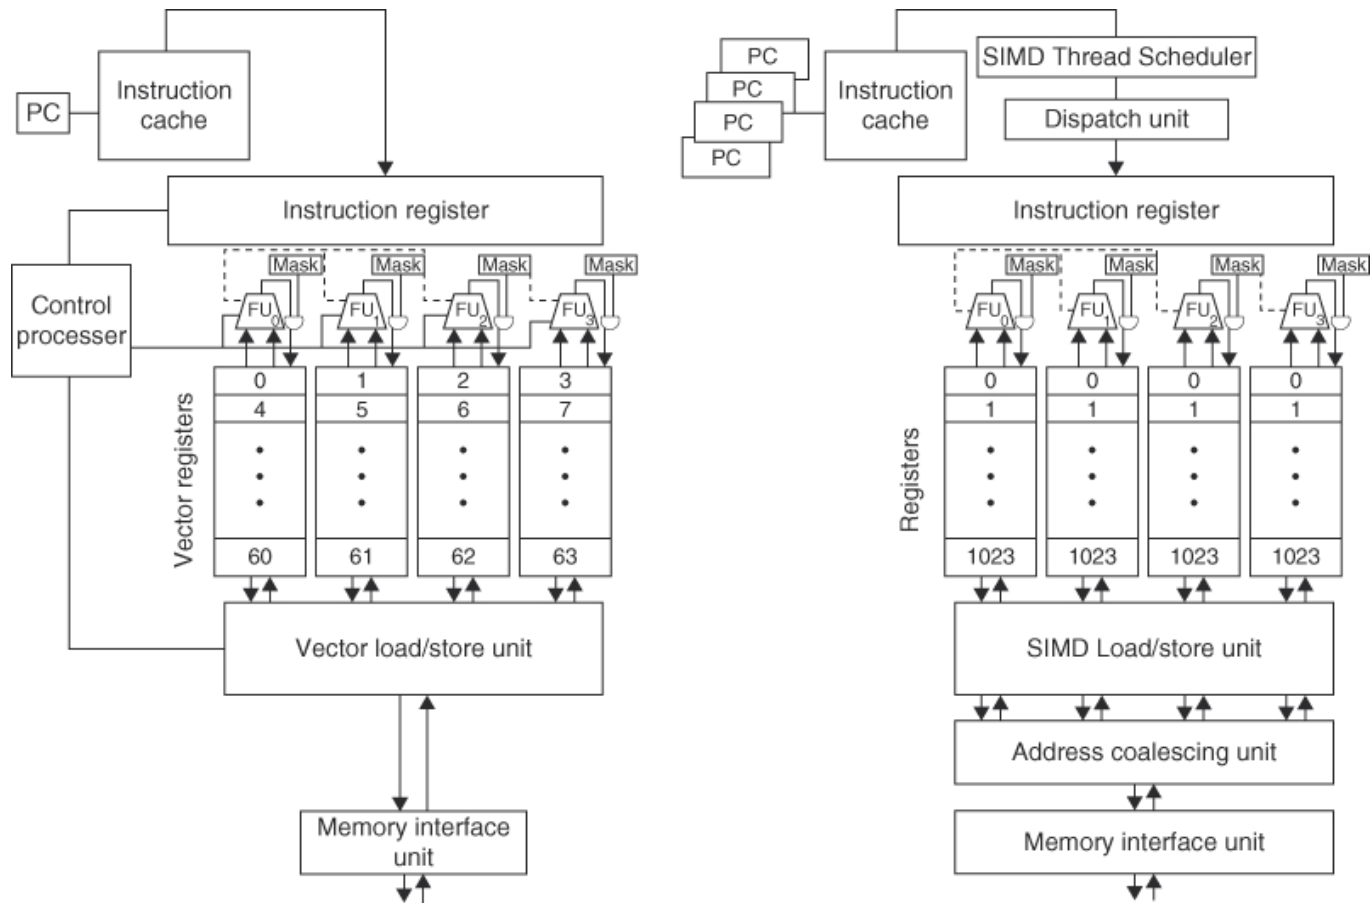 PC
Instruction
cache
Instruction register
Control
processer
Mask
Mask
Mask
Mask
FU0
FU1
FU2
FU3
Vector registers
0
1
2
3
4
5
6
7
60
61
62
63
Vector load/store unit
Memory interface
unit
PC
PC
PC
PC
Instruction
cache
SIMD Thread Scheduler
Dispatch unit
Instruction register
Mask
Mask
Mask
Mask
FU0
FU1
FU2
FU3
Registers
0
0
0
0
1
1
1
1
1023
1023
1023
1023
SIMD Load/store unit
Address coalescing unit
Memory interface unit